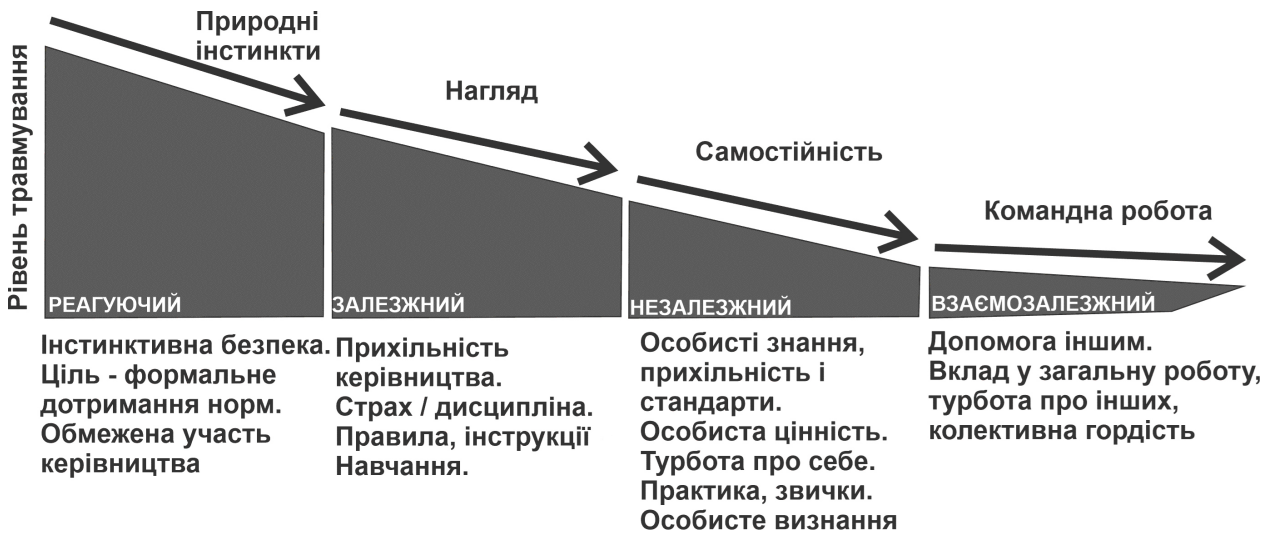 Рівень травмування
Природні
інстинкти
Нагляд
Самостійність
Командна робота
РЕАГУЮЧИЙ
ЗАЛЕЗЖНИЙ
НЕЗАЛЕЗЖНИЙ
ВЗАЄМОЗАЛЕЗЖНИЙ
Інстинктивна безпека.
Ціль - формальне
дотримання норм.
Обмежена участь
керівництва
Прихільність
керівництва.
Страх / дисципліна.
Правила, інструкції
Навчання.
Особисті знання,
прихільність і
стандарти.
Особиста цінність.
Турбота про себе.
Практика, звички.
Особисте визнання
Допомога іншим.
Вклад у загальну роботу,
турбота про інших,
колективна гордість